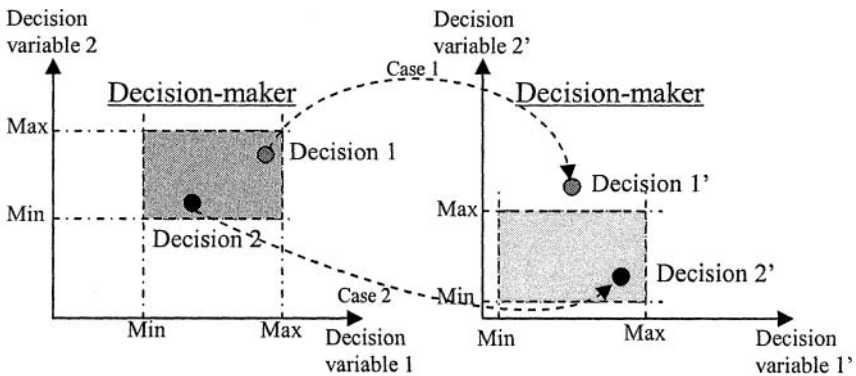 Decision
variable 2
Decision-maker
Max
Min
Decision 1
Decision 2
Min
Max
Decision
variable 1
Case 1
Case 2
Decision
variable 2’
Decision-maker
Decision 1’
Max
Decision 2’
Min
Min
Max
Decision
variable 1’